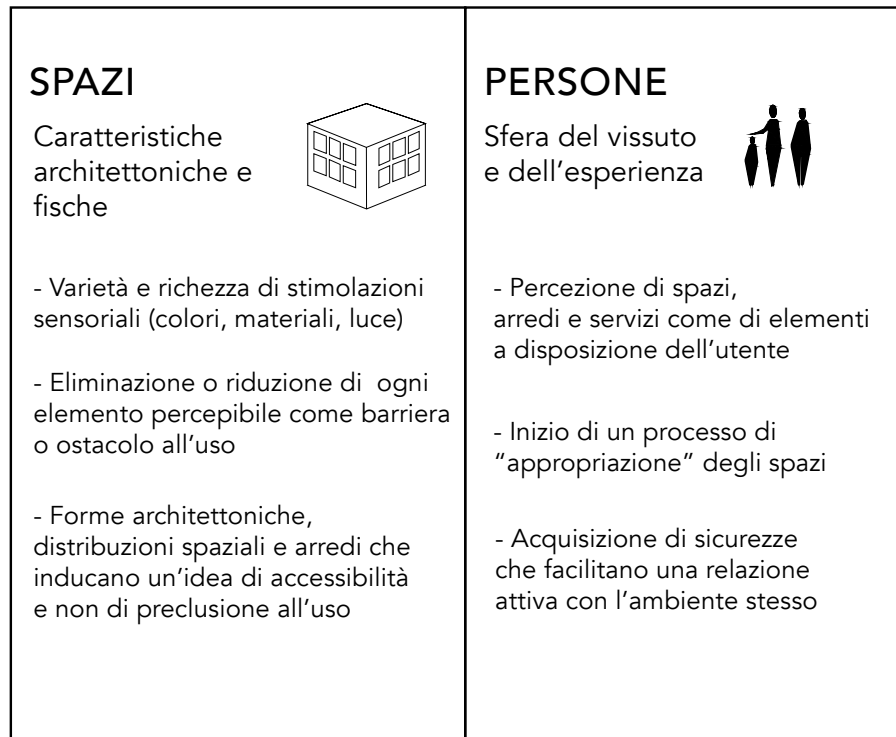 SPAZI
Caratteristiche
architettoniche e
fische
- Varietà e richezza di stimolazioni
sensoriali (colori, materiali, luce)
- Eliminazione o riduzione di  ogni
elemento percepibile come barriera
o ostacolo all’uso
- Forme architettoniche,
distribuzioni spaziali e arredi che
inducano un’idea di accessibilità
e non di preclusione all’uso
PERSONE
Sfera del vissuto
e dell’esperienza
- Percezione di spazi,
arredi e servizi come di elementi
a disposizione dell’utente
- Inizio di un processo di
“appropriazione” degli spazi
- Acquisizione di sicurezze
che facilitano una relazione
attiva con l’ambiente stesso